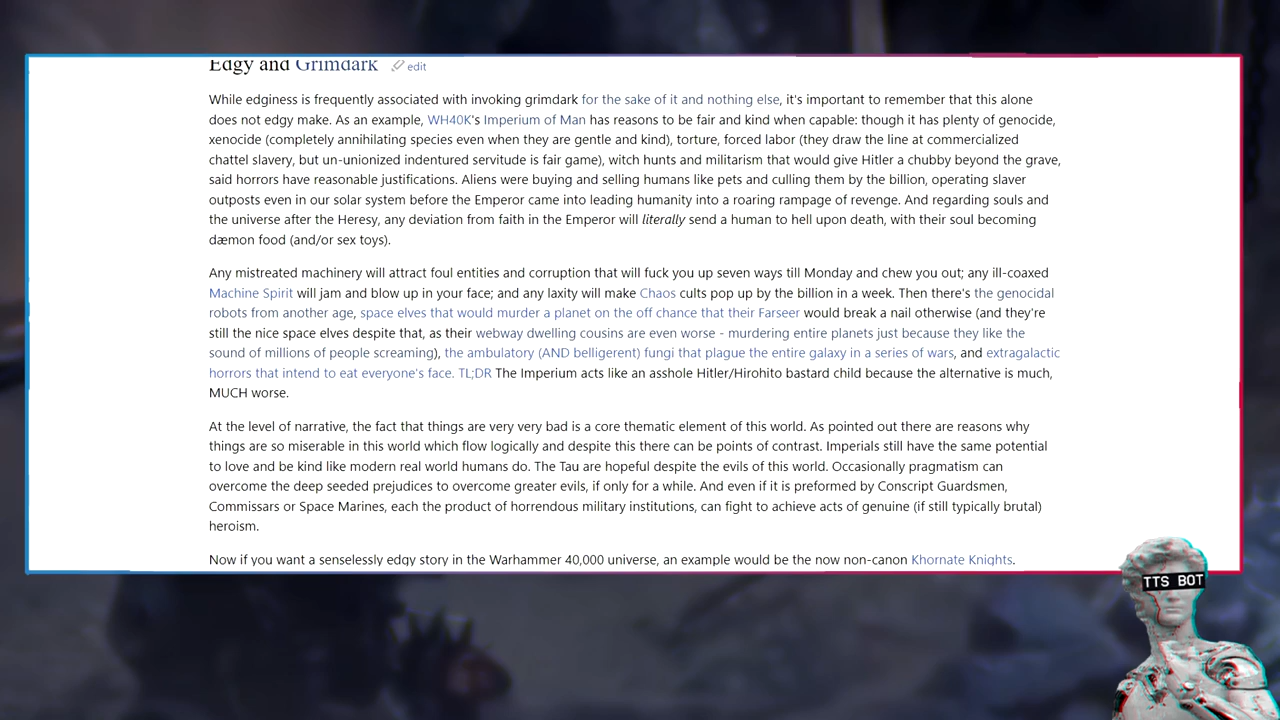 Edgy and Grimdark edit
While edginess is frequently associated with invoking grimdark for the sake of it and nothing else, it's important to remember that this alone
does not edgy make. As an example, WH40K's Imperium of Man has reasons to be fair and kind when capable: though it has plenty of genocide,
xenocide (completely annihilating species even when they are gentle and kind), torture, forced labor (they draw the line at commercialized
chattel slavery, but un-unionized indentured servitude is fair game), witch hunts and militarism that would give Hitler a chubby beyond the grave,
said horrors have reasonable justifications. Aliens were buying and selling humans like pets and culling them by the billion, operating slaver
outposts even in our solar system before the Emperor came into leading humanity into a roaring rampage of revenge. And regarding souls and
the universe after the Heresy, any deviation from faith in the Emperor will literally send a human to hell upon death, with their soul becoming
dæmon food (and/or sex toys).
Any mistreated machinery will attract foul entities and corruption that will fuck you up seven ways till Monday and chew you out; any ill-coaxed
Machine Spirit will jam and blow up in your face; and any laxity will make Chaos cults pop up by the billion in a week. Then there's the genocidal
robots from another age, space elves that would murder a planet on the off chance that their Farseer would break a nail otherwise (and they're
still the nice space elves despite that, as their webway dwelling cousins are even worse - murdering entire planets just because they like the
sound of millions of people screaming), the ambulatory (AND belligerent) fungi that plague the entire galaxy in a series of wars, and extragalactic
horrors that intend to eat everyone's face. TL;DR The Imperium acts like an asshole Hitler/Hirohito bastard child because the alternative is much,
MUCH worse.
At the level of narrative, the fact that things are very very bad is a core thematic element of this world. As pointed out there are reasons why
things are so miserable in this world which flow logically and despite this there can be points of contrast. Imperials still have the same potential
to love and be kind like modern real world humans do. The Tau are hopeful despite the evils of this world. Occasionally pragmatism can
overcome the deep seeded prejudices to overcome greater evils, if only for a while. And even if it is preformed by Conscript Guardsmen,
Commissars or Space Marines, each the product of horrendous military institutions, can fight to achieve acts of genuine (if still typically brutal)
heroism.
Now if you want a senselessly edgy story in the Warhammer 40,000 universe, an example would be the now non-canon Khornate Knights.
TTS BOT